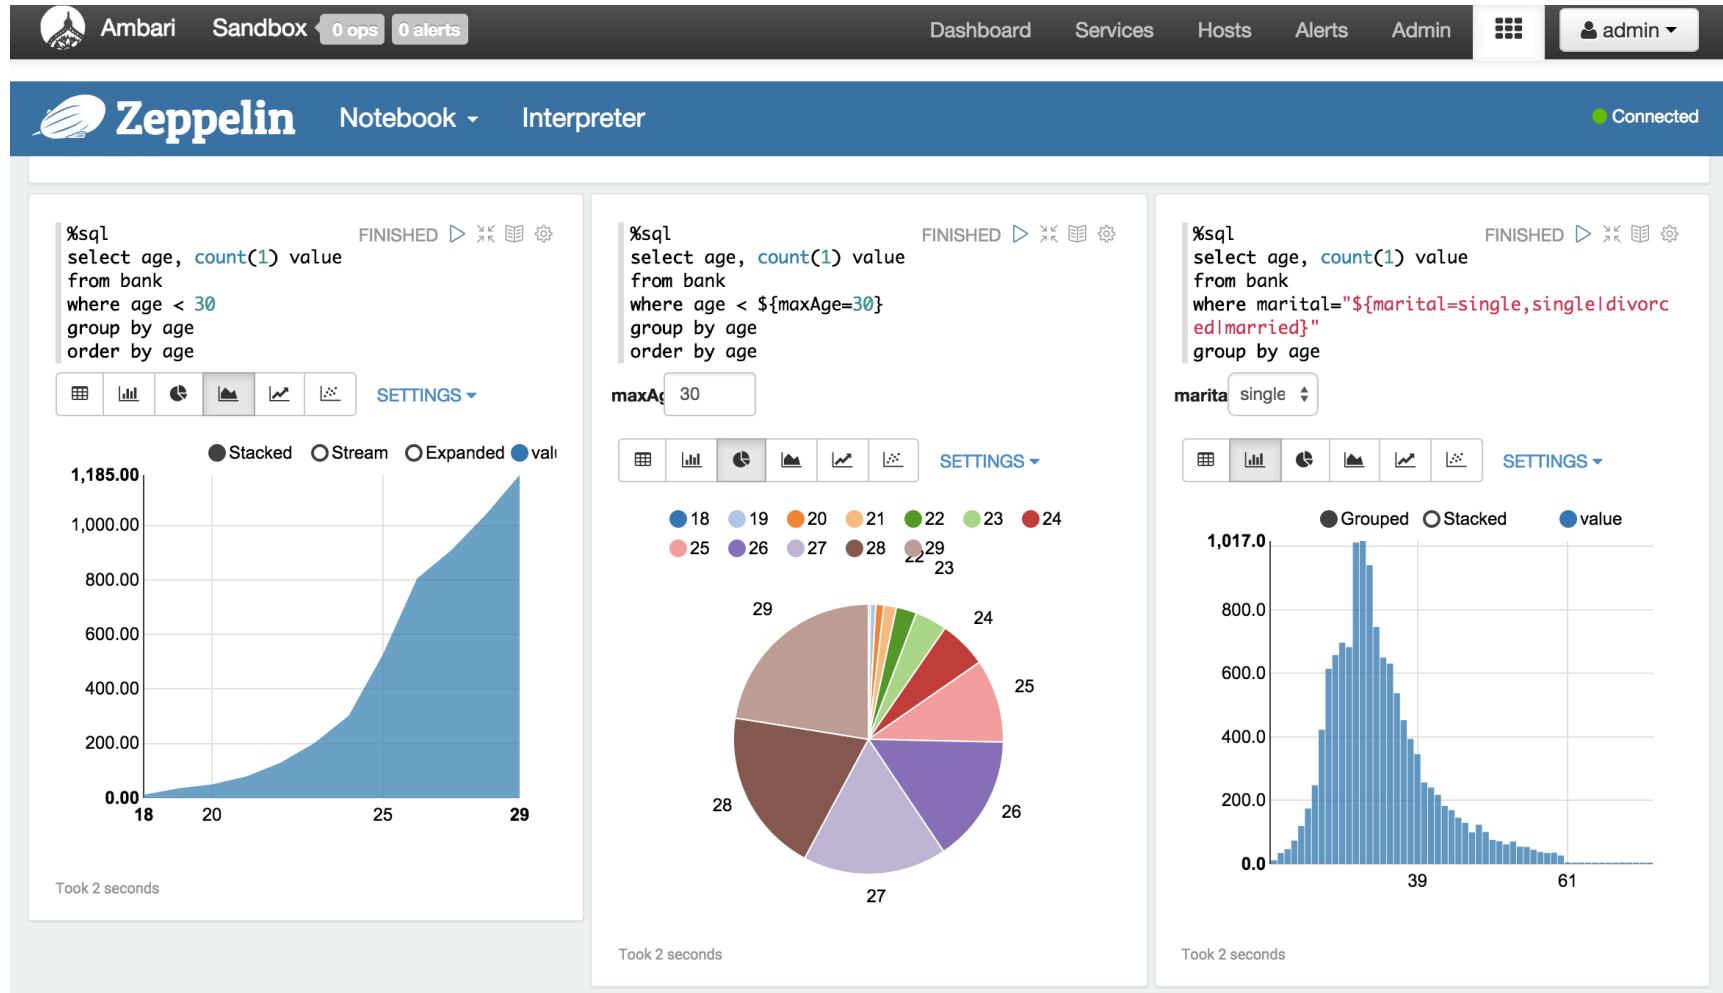 Ambari Sandbox 0 ops 0 alerts Dashboard Services Hosts Alerts Admin admin
Zeppelin Notebook Interpreter Connected
%sql FINISHED
select age, count(1) value
from bank
where age < 30
group by age
order by age
SETTINGS
Stacked Stream Expanded valu
1,185.00
1,000.00
800.00
600.00
400.00
200.00
0.00
18 20 25 29
Took 2 seconds
%sql FINISHED
select age, count(1) value
from bank
where age < ${maxAge=30}
group by age
order by age
maxAg 30
SETTINGS
18 19 20 21 22 23 24
25 26 27 28 29
22
23
29
24
25
28
26
27
Took 2 seconds
%sql FINISHED
select age, count(1) value
from bank
where marital="${marital=single,single|divorc
ed|married}"
group by age
marita single
SETTINGS
Grouped Stacked value
1,017.0
800.0
600.0
400.0
200.0
0.0
39 61
Took 2 seconds